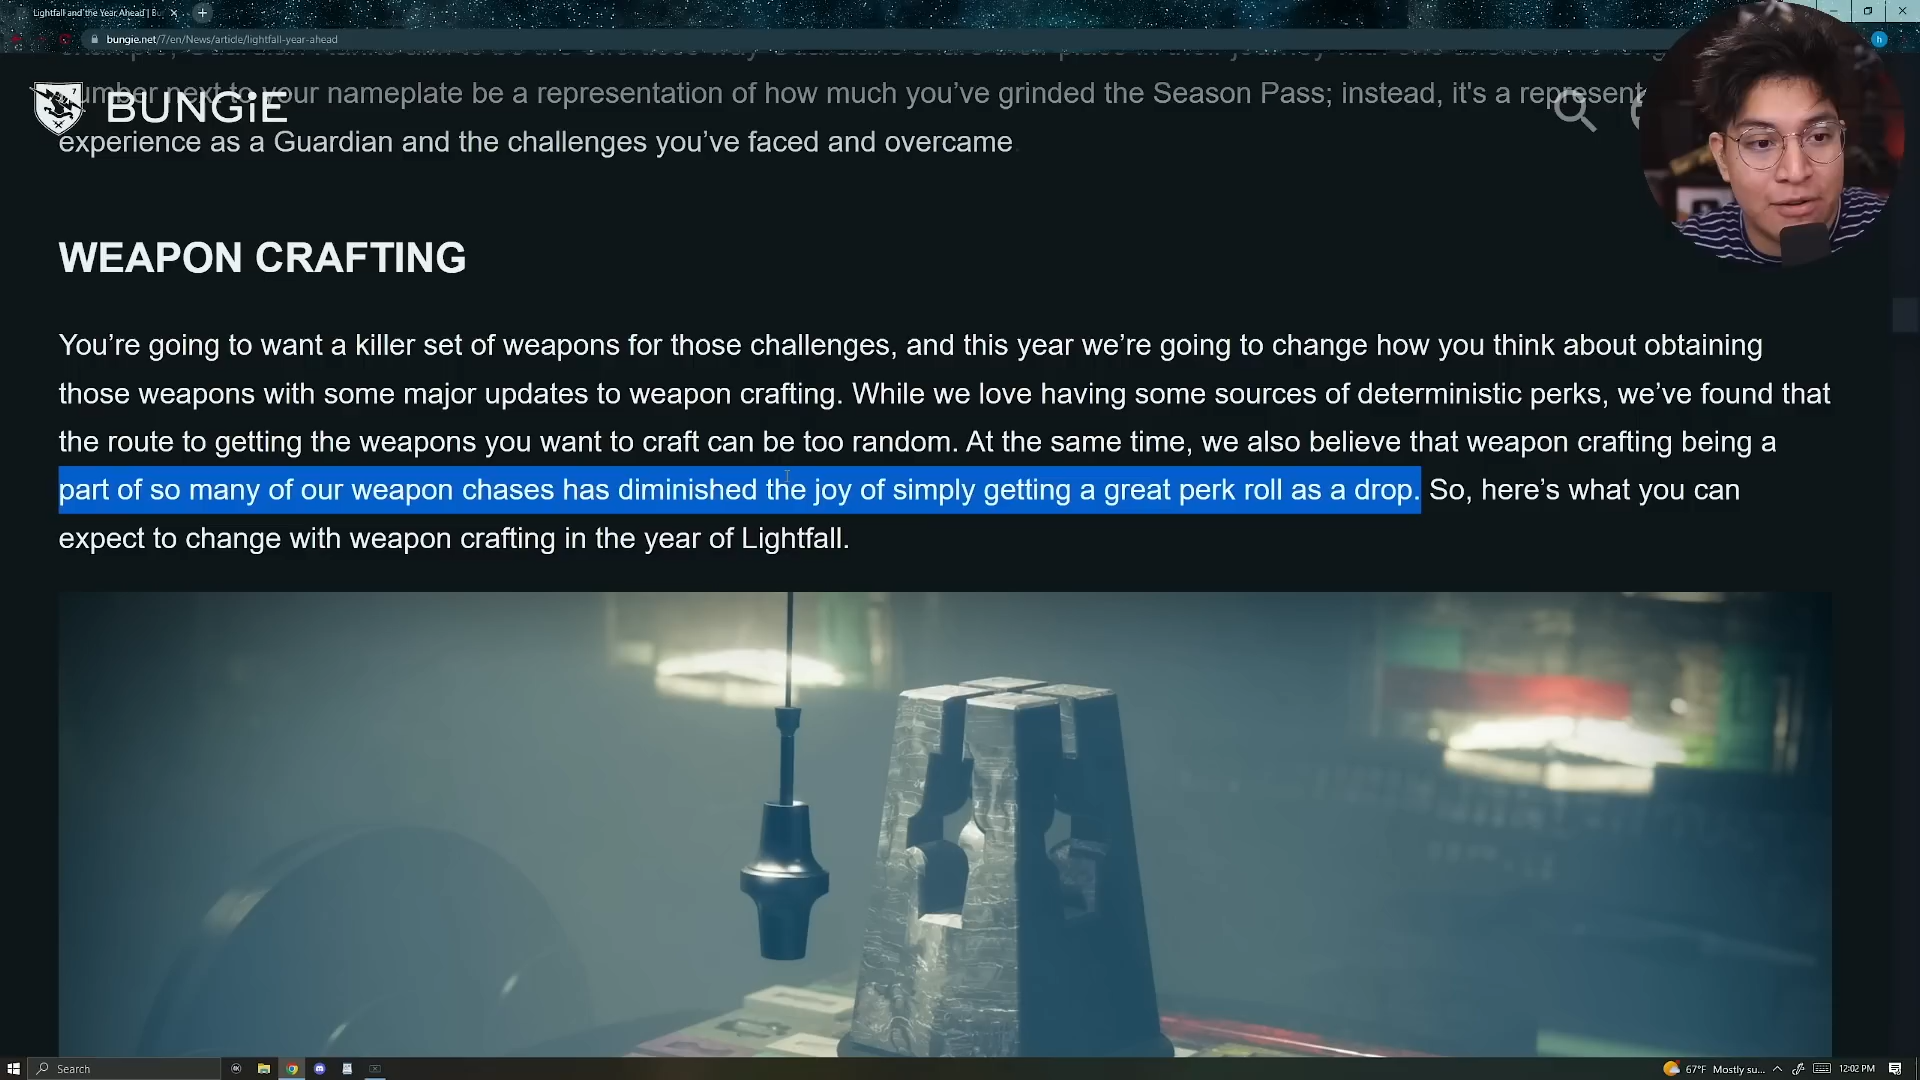 Lightfall and the Year Ahead | Bu
bungie.net/7/en/News/article/lightfall-year-ahead
number next to your nameplate be a representation of how much you've grinded the Season Pass; instead, it's a represent
BUNGiE
experience as a Guardian and the challenges you've faced and overcame
WEAPON CRAFTING
You're going to want a killer set of weapons for those challenges, and this year we're going to change how you think about obtaining
those weapons with some major updates to weapon crafting. While we love having some sources of deterministic perks, we've found that
the route to getting the weapons you want to craft can be too random. At the same time, we also believe that weapon crafting being a
part of so many of our weapon chases has diminished the joy of simply getting a great perk roll as a drop. So, here's what you can
expect to change with weapon crafting in the year of Lightfall.
Search
67°F Mostly su...
12:02 PM